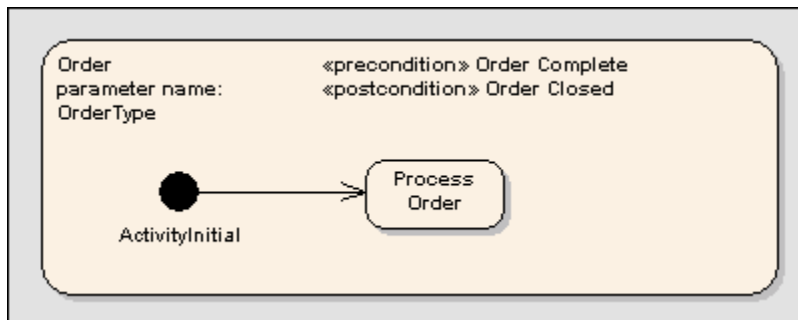 Order «precondition» Order Complete
parameter name: «postcondition» Order Closed
OrderType
Process
Order
ActivityInitial